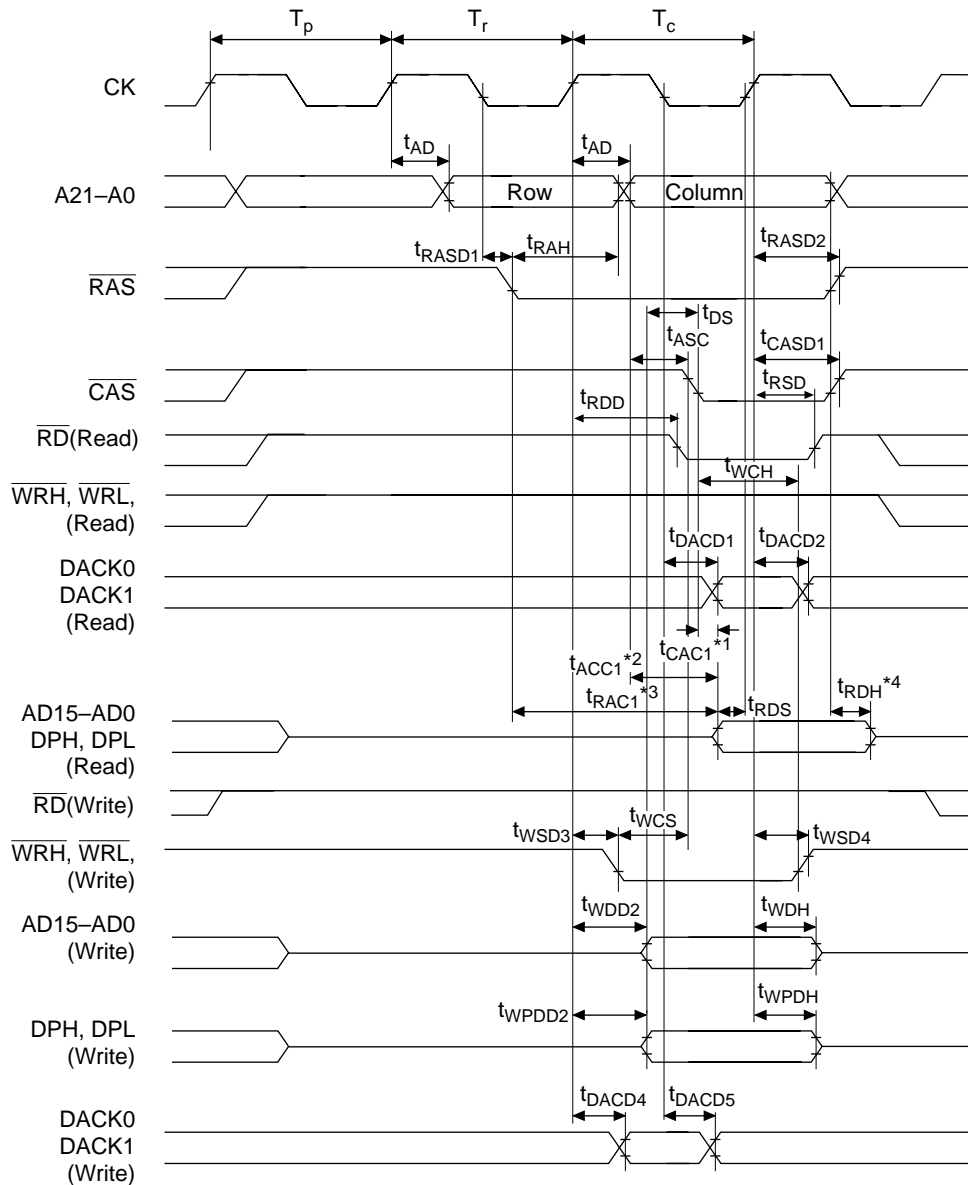 Tp Tr Tc
CK
tAD tAD
A21–A0 Row Column
tRASD1 tRAH tRASD2
RAS
tDS
tASC tCASD1
CAS tRSD
tRDD
RD(Read)
tWCH
WRH, WRL,
(Read)
tDACD1 tDACD2
DACK0
DACK1
(Read)
tCAC1*1
tACC1*2
tRAC1*3 tRDS tRDH*4
AD15–AD0
DPH, DPL
(Read)
RD(Write)
tWSD3 tWCS tWSD4
WRH, WRL,
(Write)
tWDD2 tWDH
AD15–AD0
(Write)
tWPDD2 tWPDH
DPH, DPL
(Write)
tDACD4 tDACD5
DACK0
DACK1
(Write)